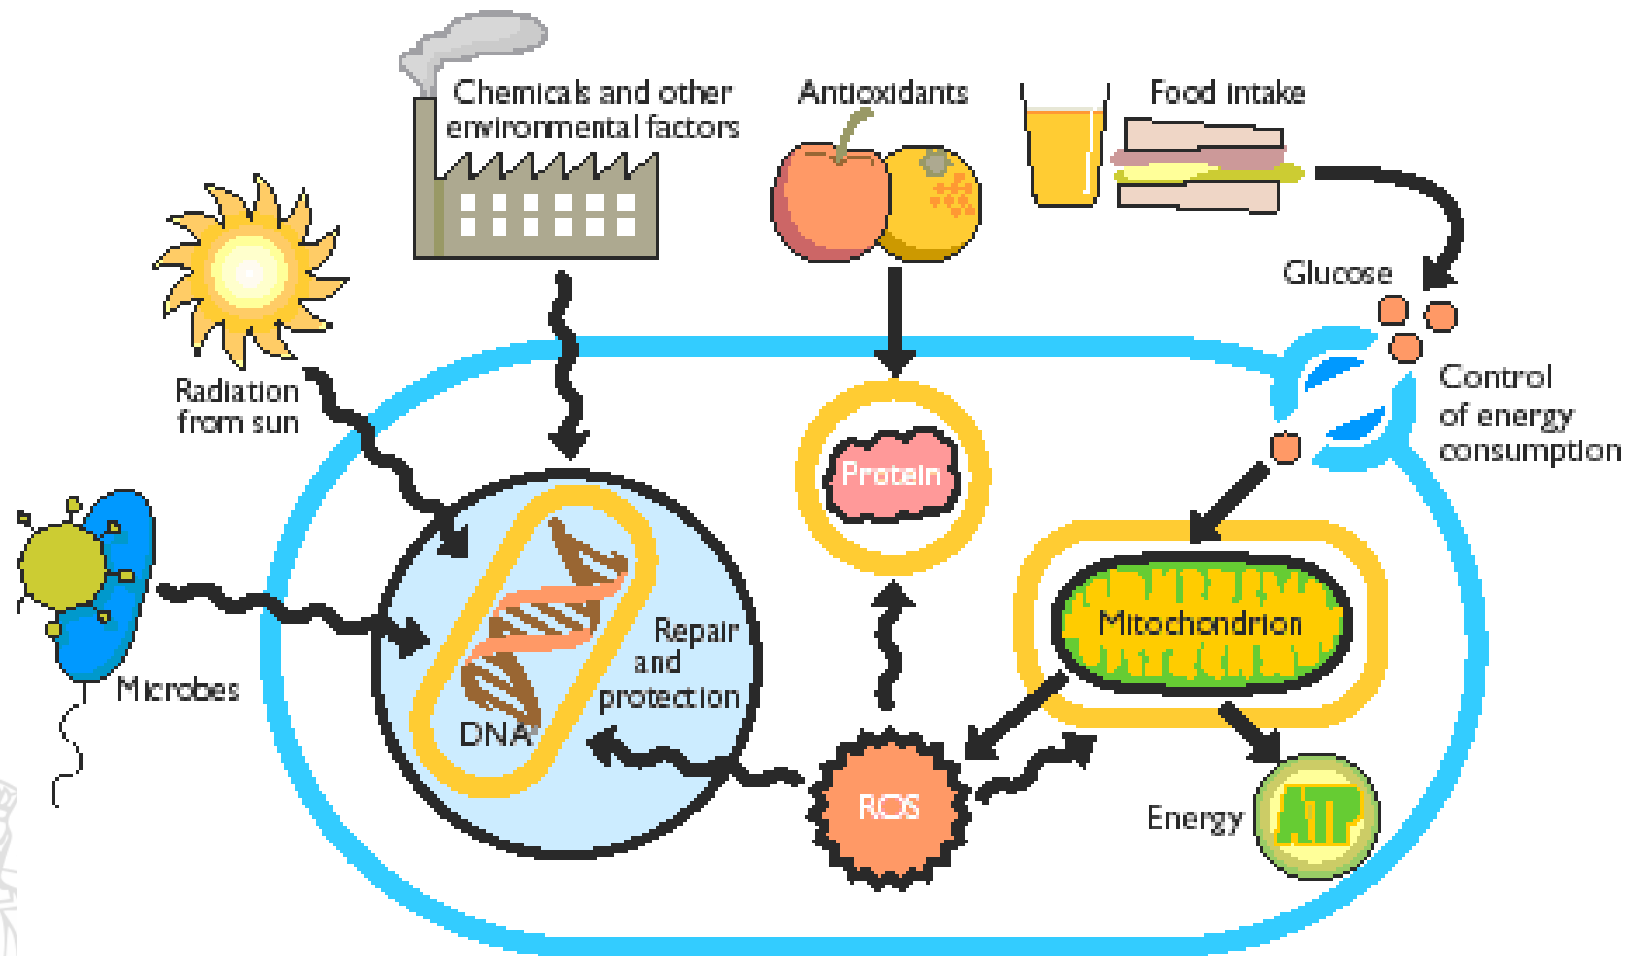 Chemicals and other
environmental factors
Antioxidants
Food intake
Glucose
Radiation
from sun
Control
of energy
consumption
Protein
Mitochondrion
Repair
and
protection
Microbes
DNA
ROS
Energy
ATP